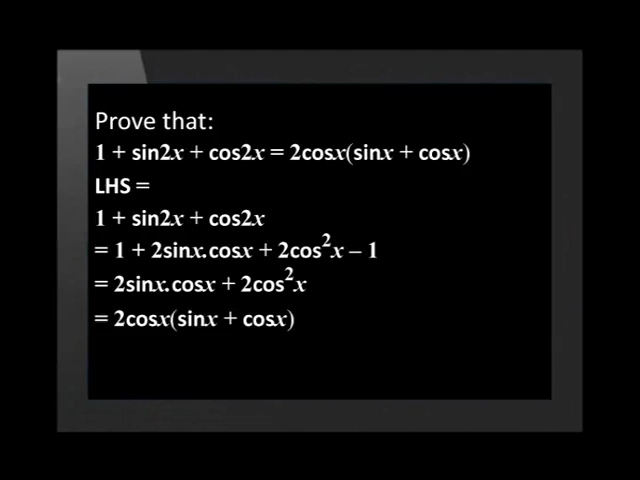 Prove that:
1 + sin2x + cos2x = 2cosx(sinx + cosx)
LHS =
1 + sin2x + cos2x
= 1 + 2sinx.cosx + 2cos²x – 1
= 2sinx.cosx + 2cos²x
= 2cosx(sinx + cosx)